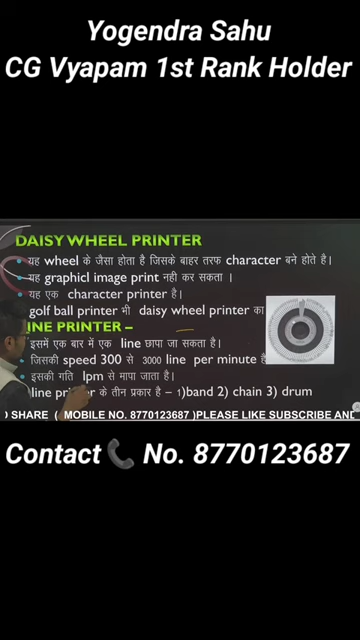 Yogendra Sahu
CG Vyapam 1st Rank Holder
DAISY WHEEL PRINTER
यह wheel के जैसा होता है जिसके बाहर तरफ character बने होते है।
यह graphicl image print नही कर सकता ।
यह एक character printer है।
golf ball printer भी daisy wheel printer का
LINE PRINTER –
इसमें एक बार में एक line छापा जा सकता है।
जिसकी speed 300 से 3000 line per minute है
इसकी गति lpm से मापा जाता है।
line printer के तीन प्रकार है – 1)band 2) chain 3) drum
SHARE ( MOBILE NO. 8770123687 )PLEASE LIKE SUBSCRIBE AND
Contact No. 8770123687